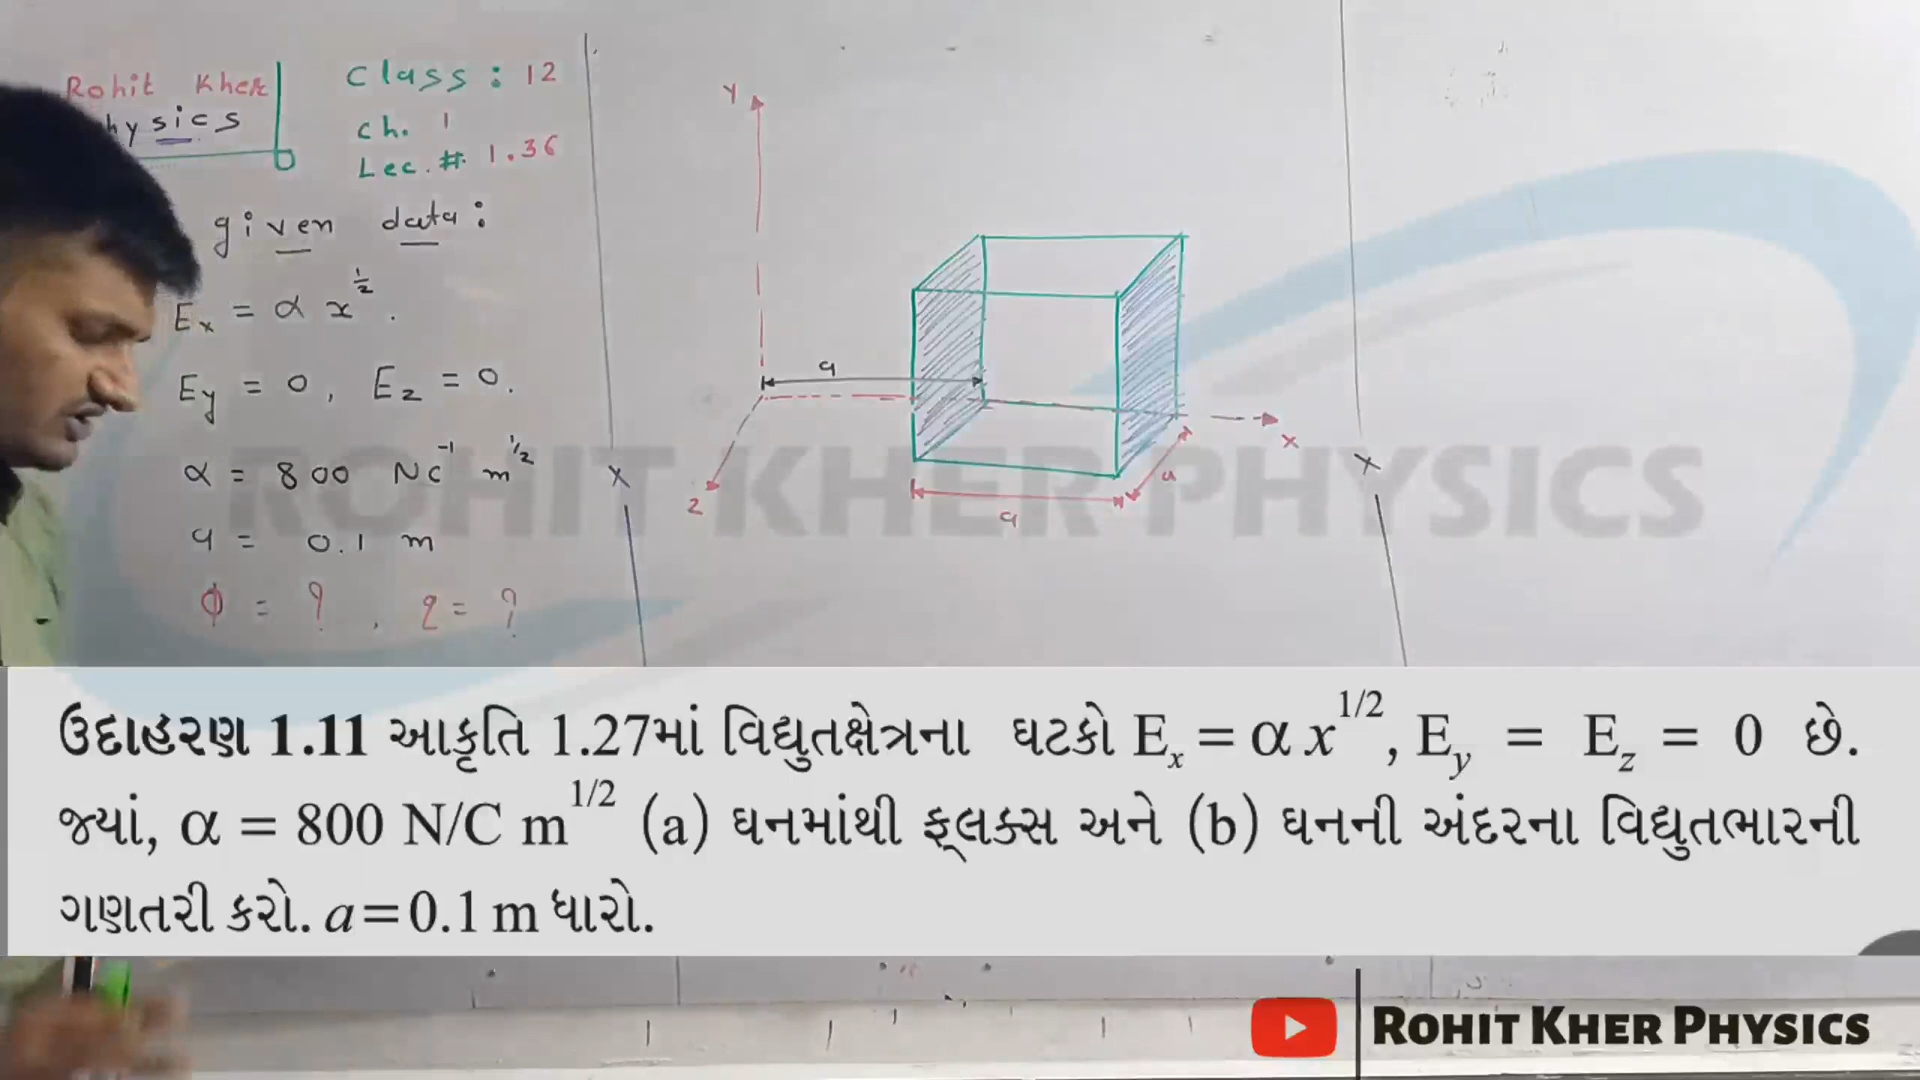 Rohit Kher
hysics
Class : 12
ch. 1
Lec. # 1.36
given data :
Ex = α x^1/2 .
Ey = 0 , Ez = 0 .
α = 800 NC^-1 m^1/2
a = 0.1 m
Φ = ? , q = ?
Y
a
X
Z
a
a
x
x
ROHIT KHER PHYSICS
ઉદાહરણ 1.11 આકૃતિ 1.27માં વિદ્યુતક્ષેત્રના ઘટકો Ex = α x^1/2, Ey = Ez = 0 છે.
જ્યાં, α = 800 N/C m^1/2 (a) ઘનમાંથી ફ્લક્સ અને (b) ઘનની અંદરના વિદ્યુતભારની
ગણતરી કરો. a=0.1 m ધારો.
ROHIT KHER PHYSICS